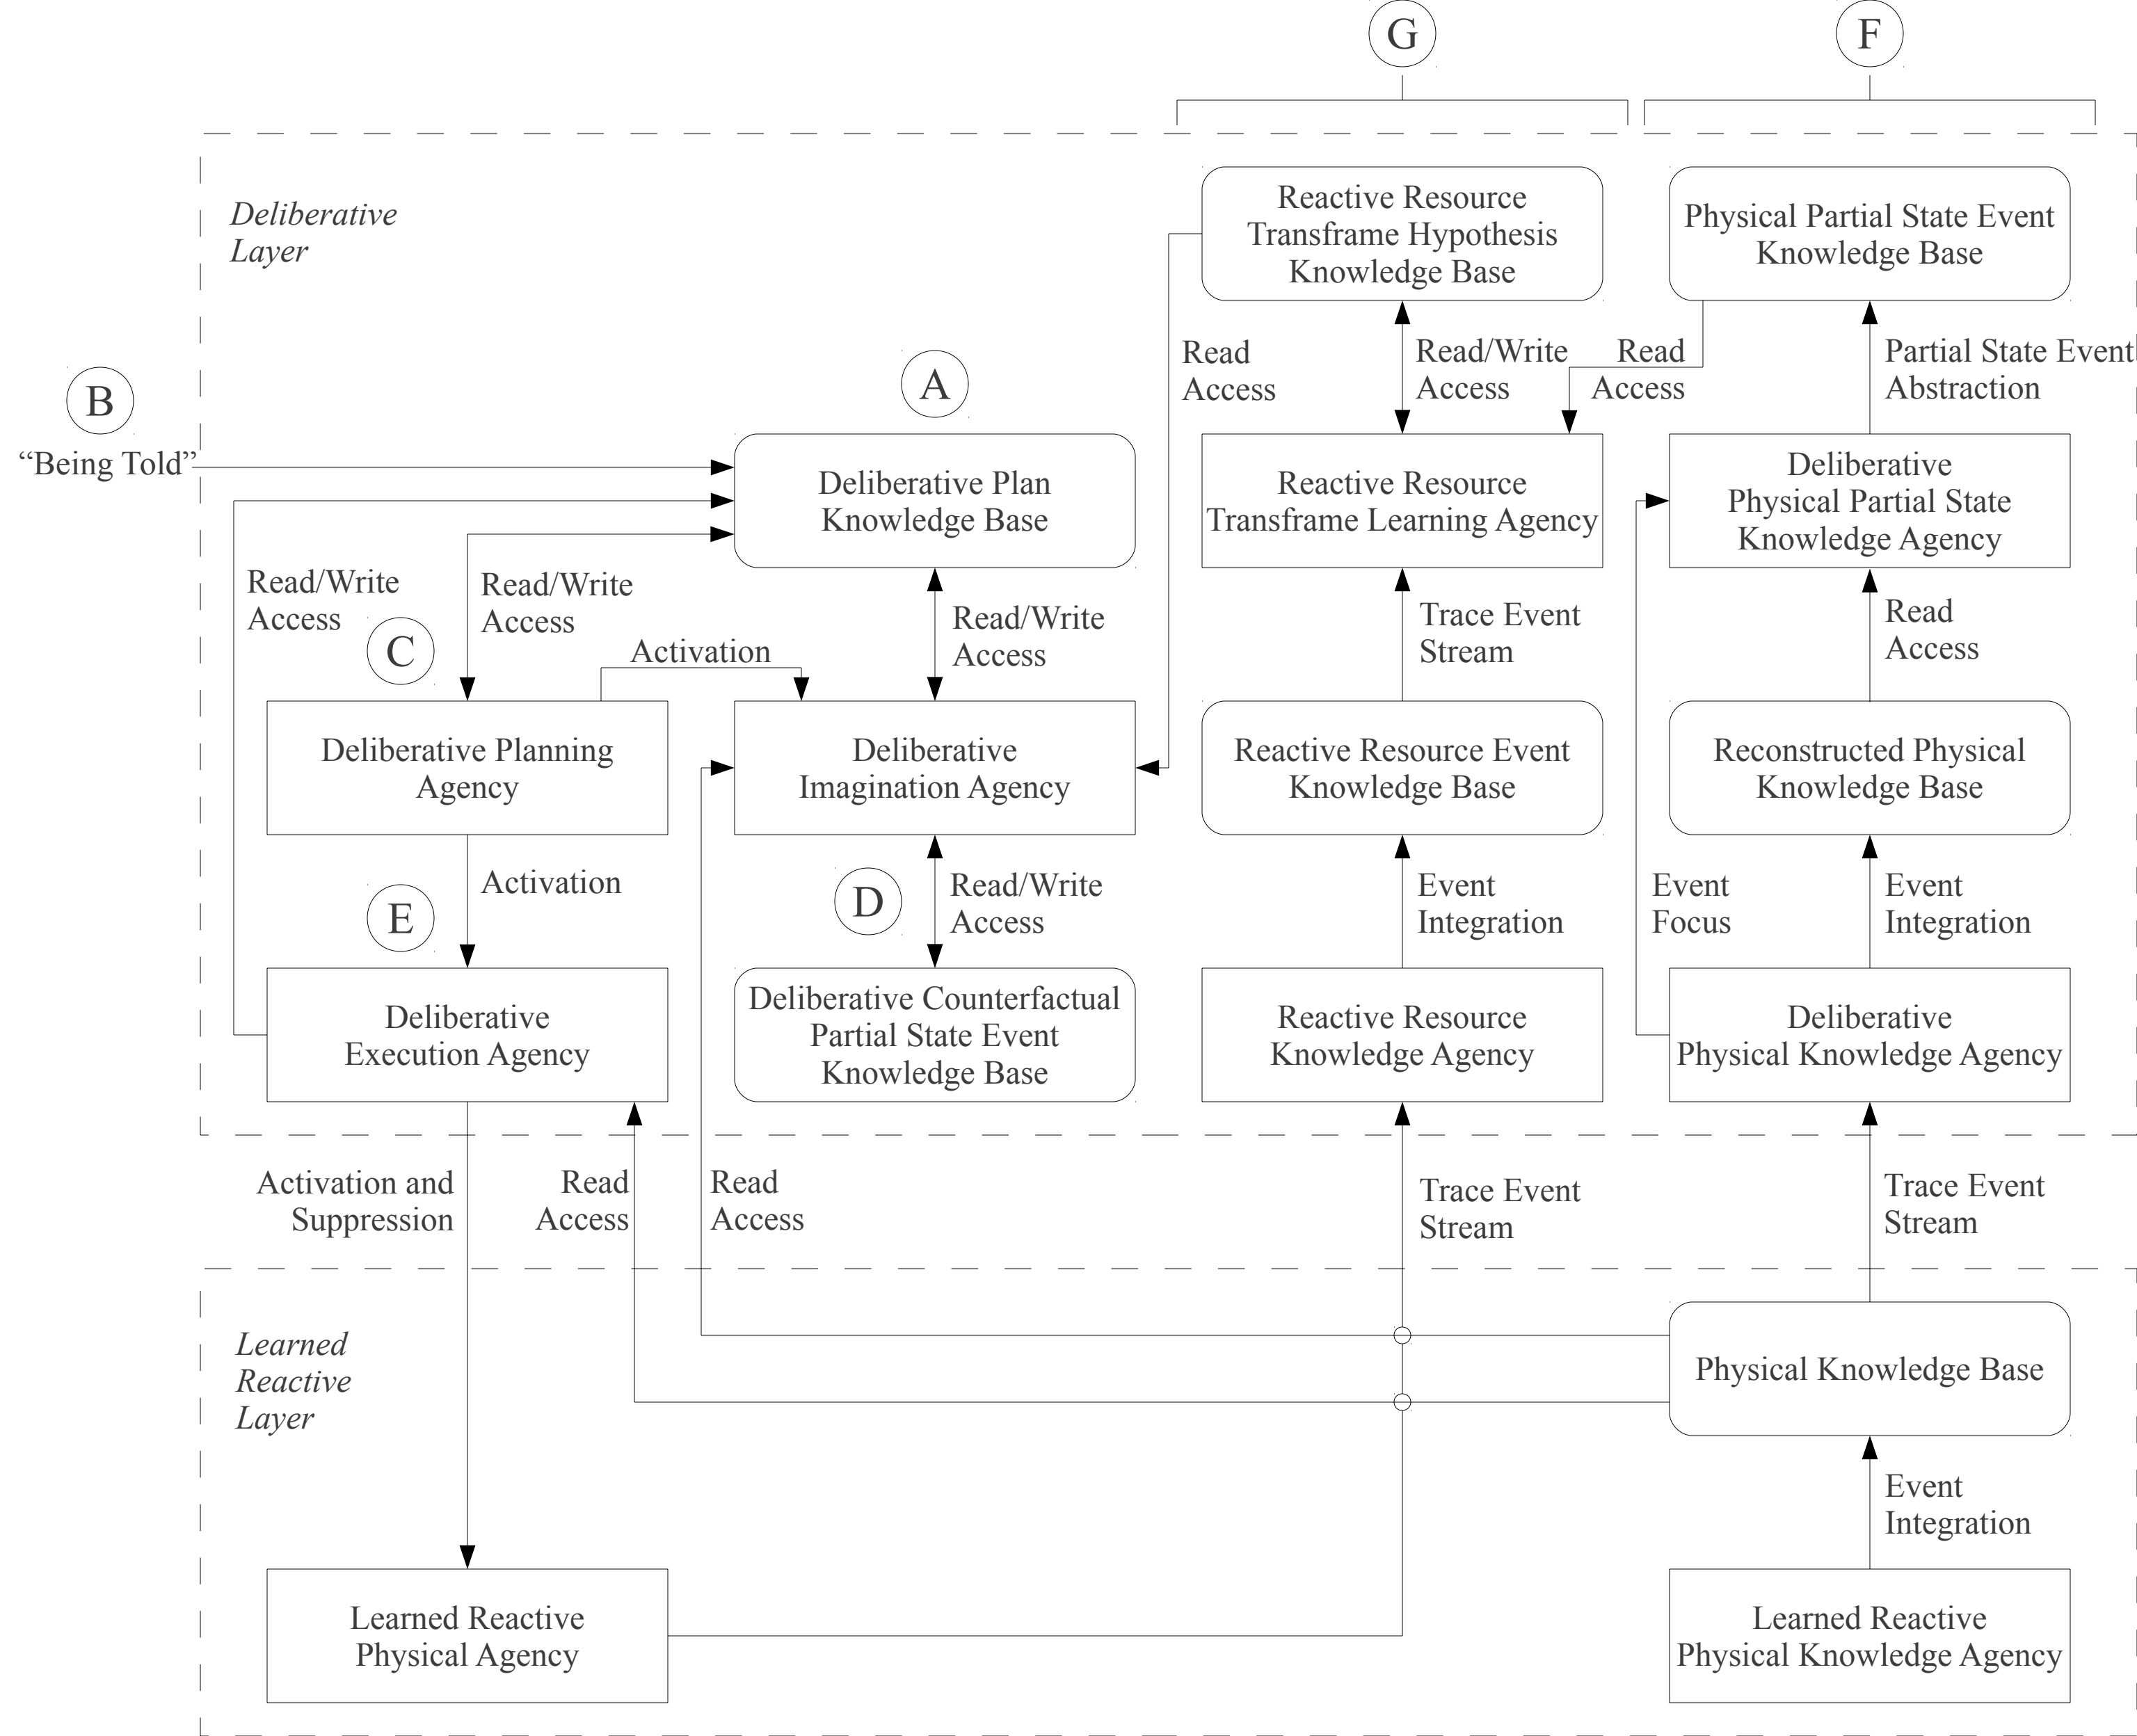 G
F
Deliberative
Layer
Reactive Resource
Transframe Hypothesis
Knowledge Base
Physical Partial State Event
Knowledge Base
Read
Access
Read/Write
Access
Read
Access
Partial State Event
Abstraction
B
“Being Told”
A
Deliberative Plan
Knowledge Base
Reactive Resource
Transframe Learning Agency
Deliberative
Physical Partial State
Knowledge Agency
Read/Write
Access
C
Read/Write
Access
Activation
Read/Write
Access
Trace Event
Stream
Read
Access
Deliberative Planning
Agency
Deliberative
Imagination Agency
Reactive Resource Event
Knowledge Base
Reconstructed Physical
Knowledge Base
E
Activation
D
Read/Write
Access
Event
Integration
Event
Focus
Event
Integration
Deliberative
Execution Agency
Deliberative Counterfactual
Partial State Event
Knowledge Base
Reactive Resource
Knowledge Agency
Deliberative
Physical Knowledge Agency
Activation and
Suppression
Read
Access
Read
Access
Trace Event
Stream
Trace Event
Stream
Learned
Reactive
Layer
Physical Knowledge Base
Event
Integration
Learned Reactive
Physical Agency
Learned Reactive
Physical Knowledge Agency